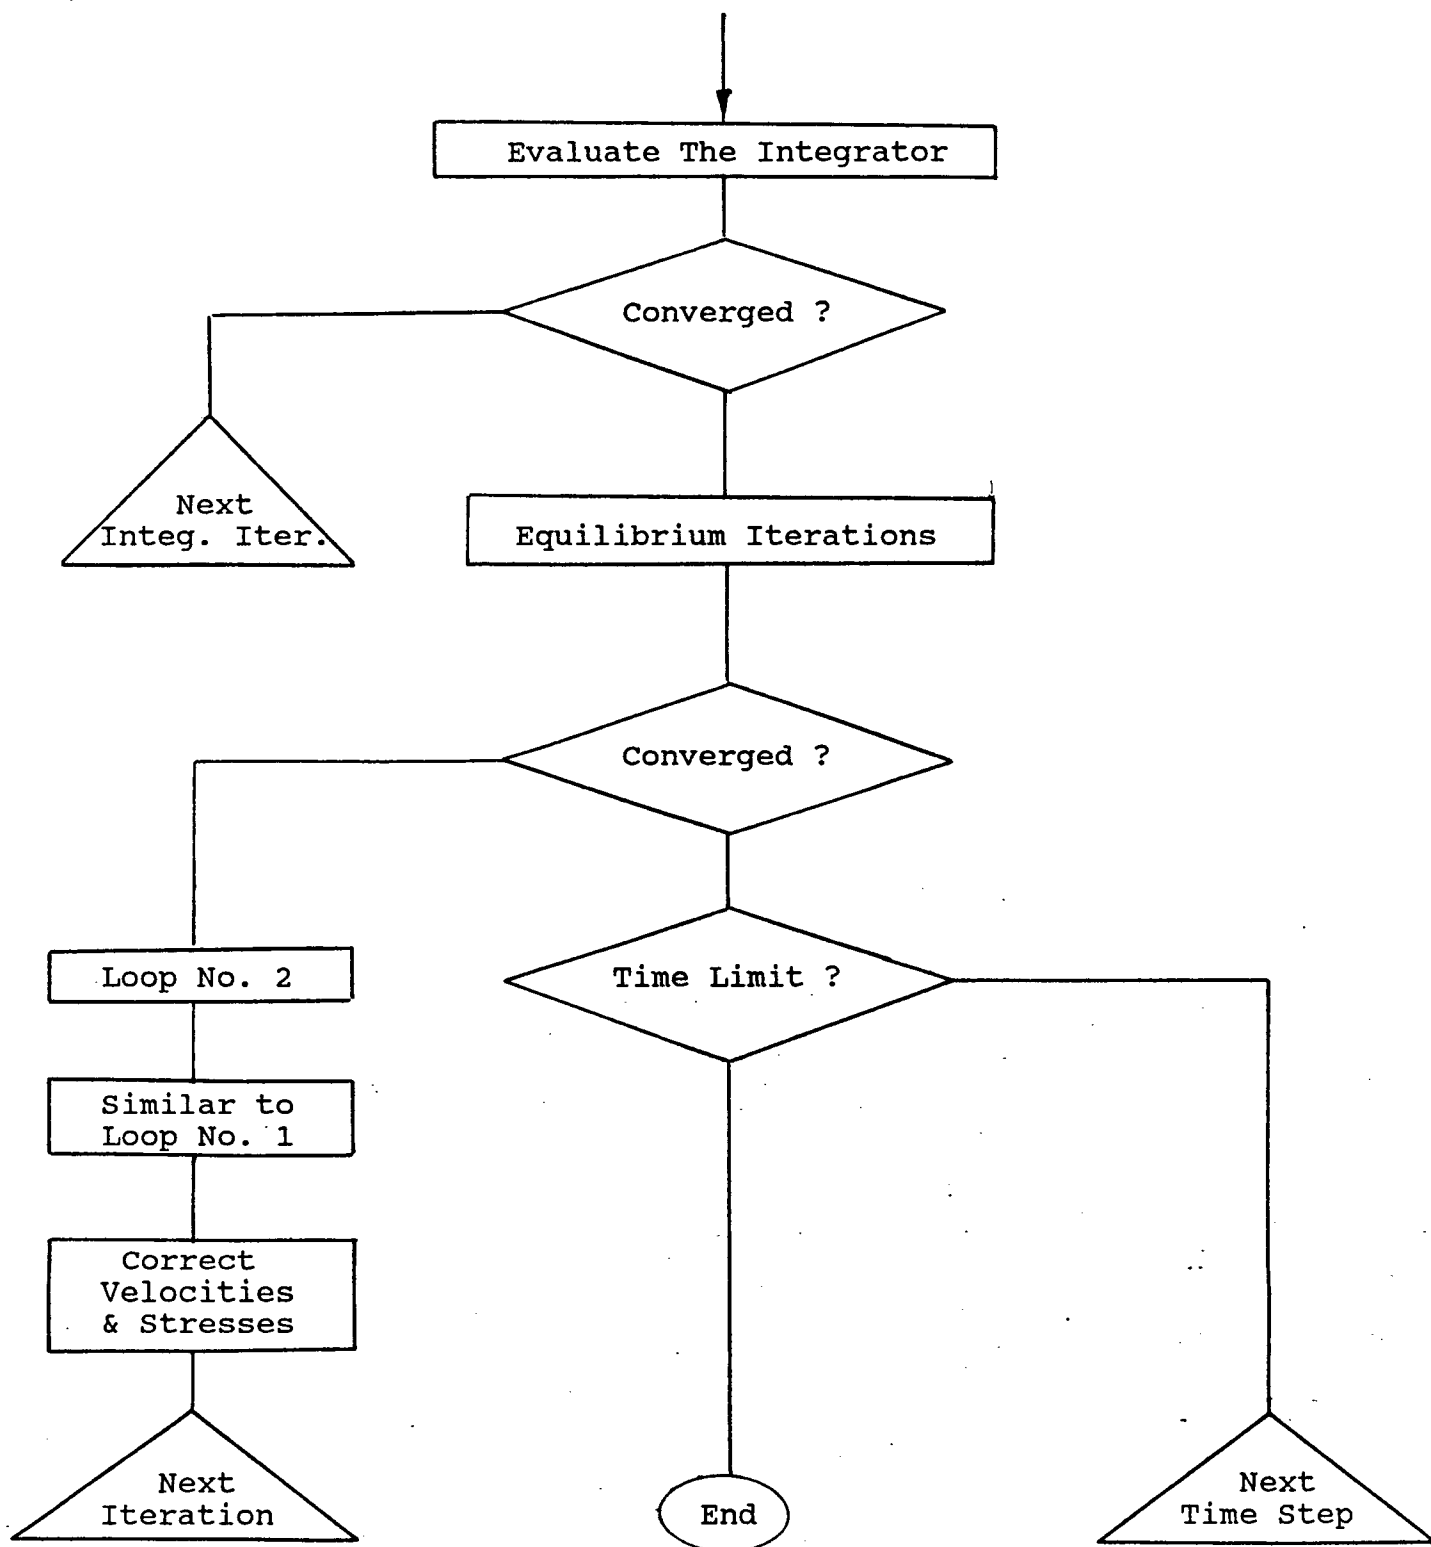 Evaluate The Integrator
Converged ?
Next
Integ. Iter.
Equilibrium Iterations
Converged ?
Loop No. 2
Time Limit ?
Similar to
Loop No. 1
Correct
Velocities
& Stresses
Next
Iteration
End
Next
Time Step